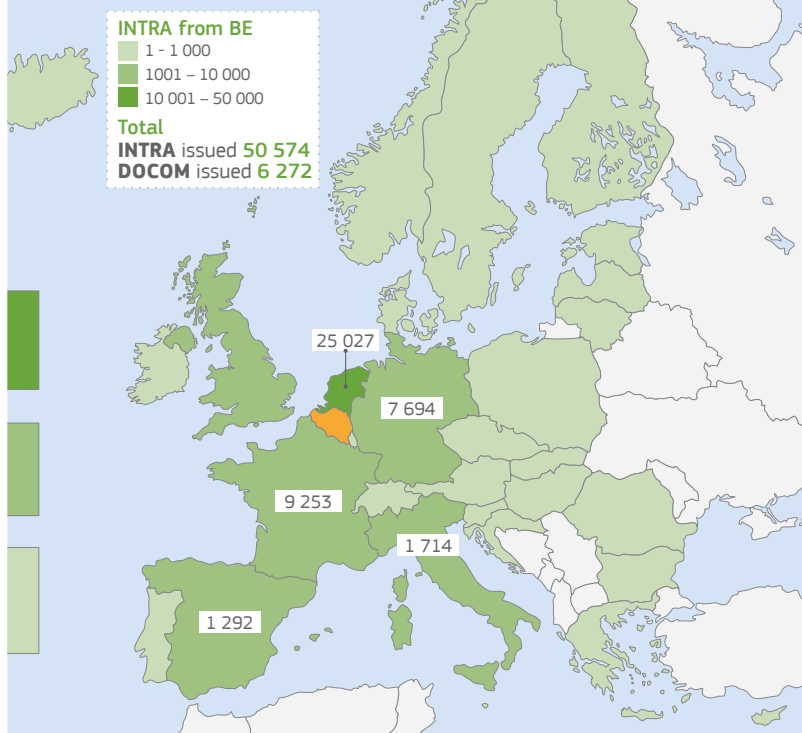 INTRA from BE
1 - 1 000
1001 – 10 000
10 001 – 50 000
Total
INTRA issued 50 574
DOCOM issued 6 272
25 027
7 694
9 253
1 714
1 292